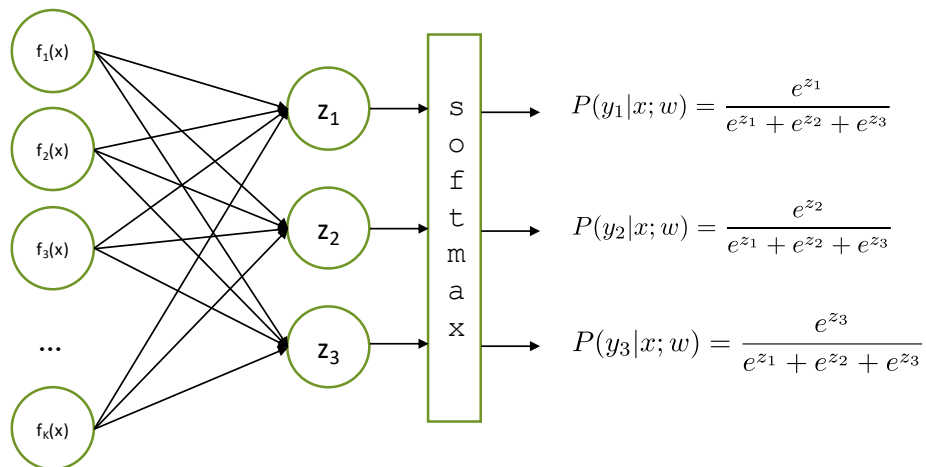 f₁(x)
f₂(x)
f₃(x)
...
fₖ(x)
z₁
z₂
z₃
softmax
P(y₁|x; w) = e^{z₁} / (e^{z₁} + e^{z₂} + e^{z₃})
P(y₂|x; w) = e^{z₂} / (e^{z₁} + e^{z₂} + e^{z₃})
P(y₃|x; w) = e^{z₃} / (e^{z₁} + e^{z₂} + e^{z₃})